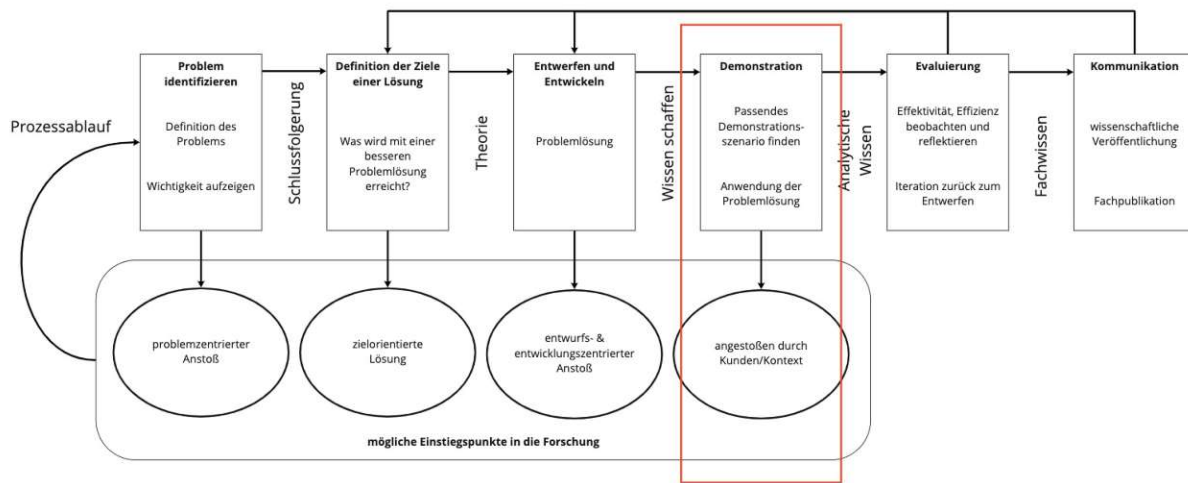 Prozessablauf
Problem
identifizieren
Definition des
Problems
Wichtigkeit aufzeigen
Schlussfolgerung
Definition der Ziele
einer Lösung
Was wird mit einer
besseren
Problemlösung
erreicht?
Theorie
Entwerfen und
Entwickeln
Problemlösung
Wissen schaffen
Demonstration
Passendes
Demonstrations-
szenario finden
Anwendung der
Problemlösung
Analytische
Wissen
Evaluierung
Effektivität, Effizienz
beobachten und
reflektieren
Iteration zurück zum
Entwerfen
Fachwissen
Kommunikation
wissenschaftliche
Veröffentlichung
Fachpublikation
problemzentrierter
Anstoß
zielorientierte
Lösung
entwurfs- &
entwicklungszentrierter
Anstoß
angestoßen durch
Kunden/Kontext
mögliche Einstiegspunkte in die Forschung